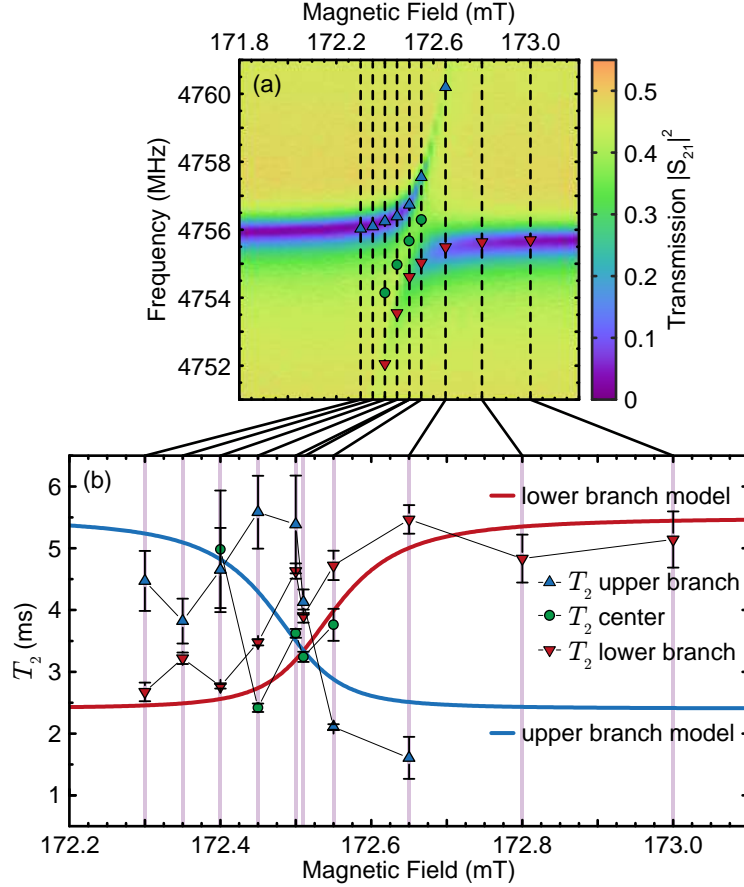 Magnetic Field (mT)
171.8 172.2 172.6 173.0
(a)
4760
4758
4756
4754
4752
Frequency (MHz)
0.5
0.4
0.3
0.2
0.1
0
Transmission |S21|²
(b)
6
5
4
3
2
1
T2 (ms)
lower branch model
T2 upper branch
T2 center
T2 lower branch
upper branch model
172.2 172.4 172.6 172.8 173.0
Magnetic Field (mT)